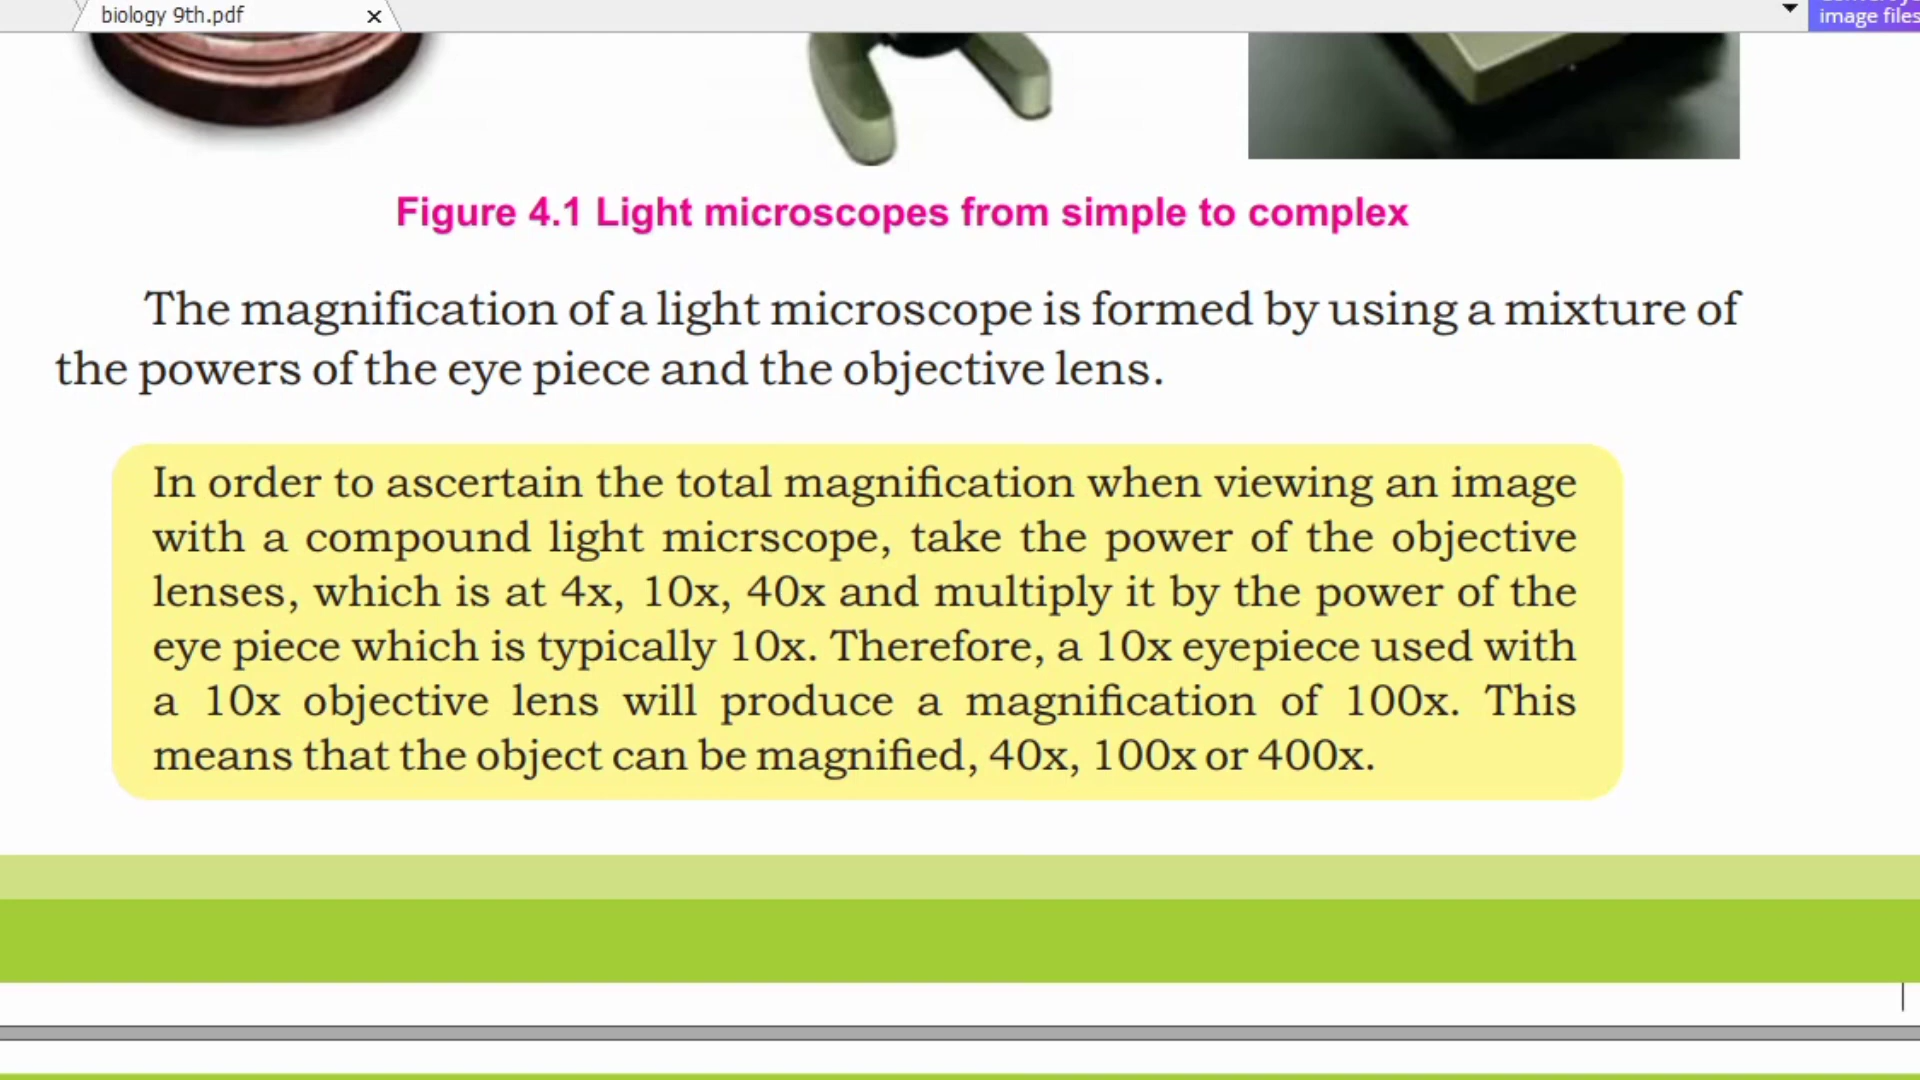 biology 9th.pdf
image files
Figure 4.1 Light microscopes from simple to complex
The magnification of a light microscope is formed by using a mixture of
the powers of the eye piece and the objective lens.
In order to ascertain the total magnification when viewing an image
with a compound light micrscope, take the power of the objective
lenses, which is at 4x, 10x, 40x and multiply it by the power of the
eye piece which is typically 10x. Therefore, a 10x eyepiece used with
a 10x objective lens will produce a magnification of 100x. This
means that the object can be magnified, 40x, 100x or 400x.